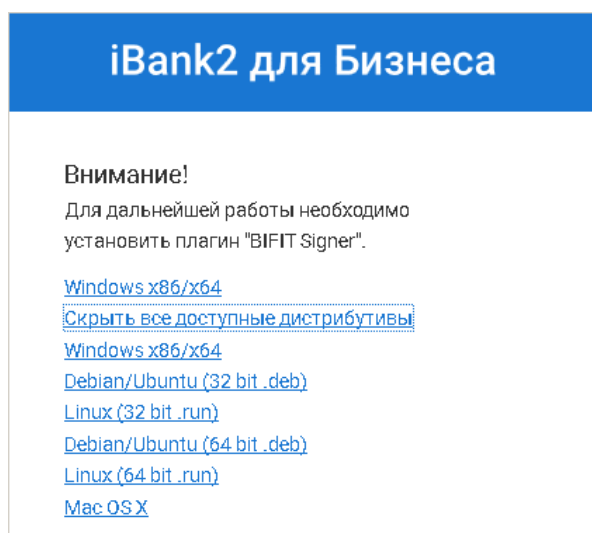 iBank2 для Бизнеса
Внимание!
Для дальнейшей работы необходимо
установить плагин "BIFIT Signer".
Windows x86/x64
Скрыть все доступные дистрибутивы
Windows x86/x64
Debian/Ubuntu (32 bit .deb)
Linux (32 bit .run)
Debian/Ubuntu (64 bit .deb)
Linux (64 bit .run)
Mac OS X